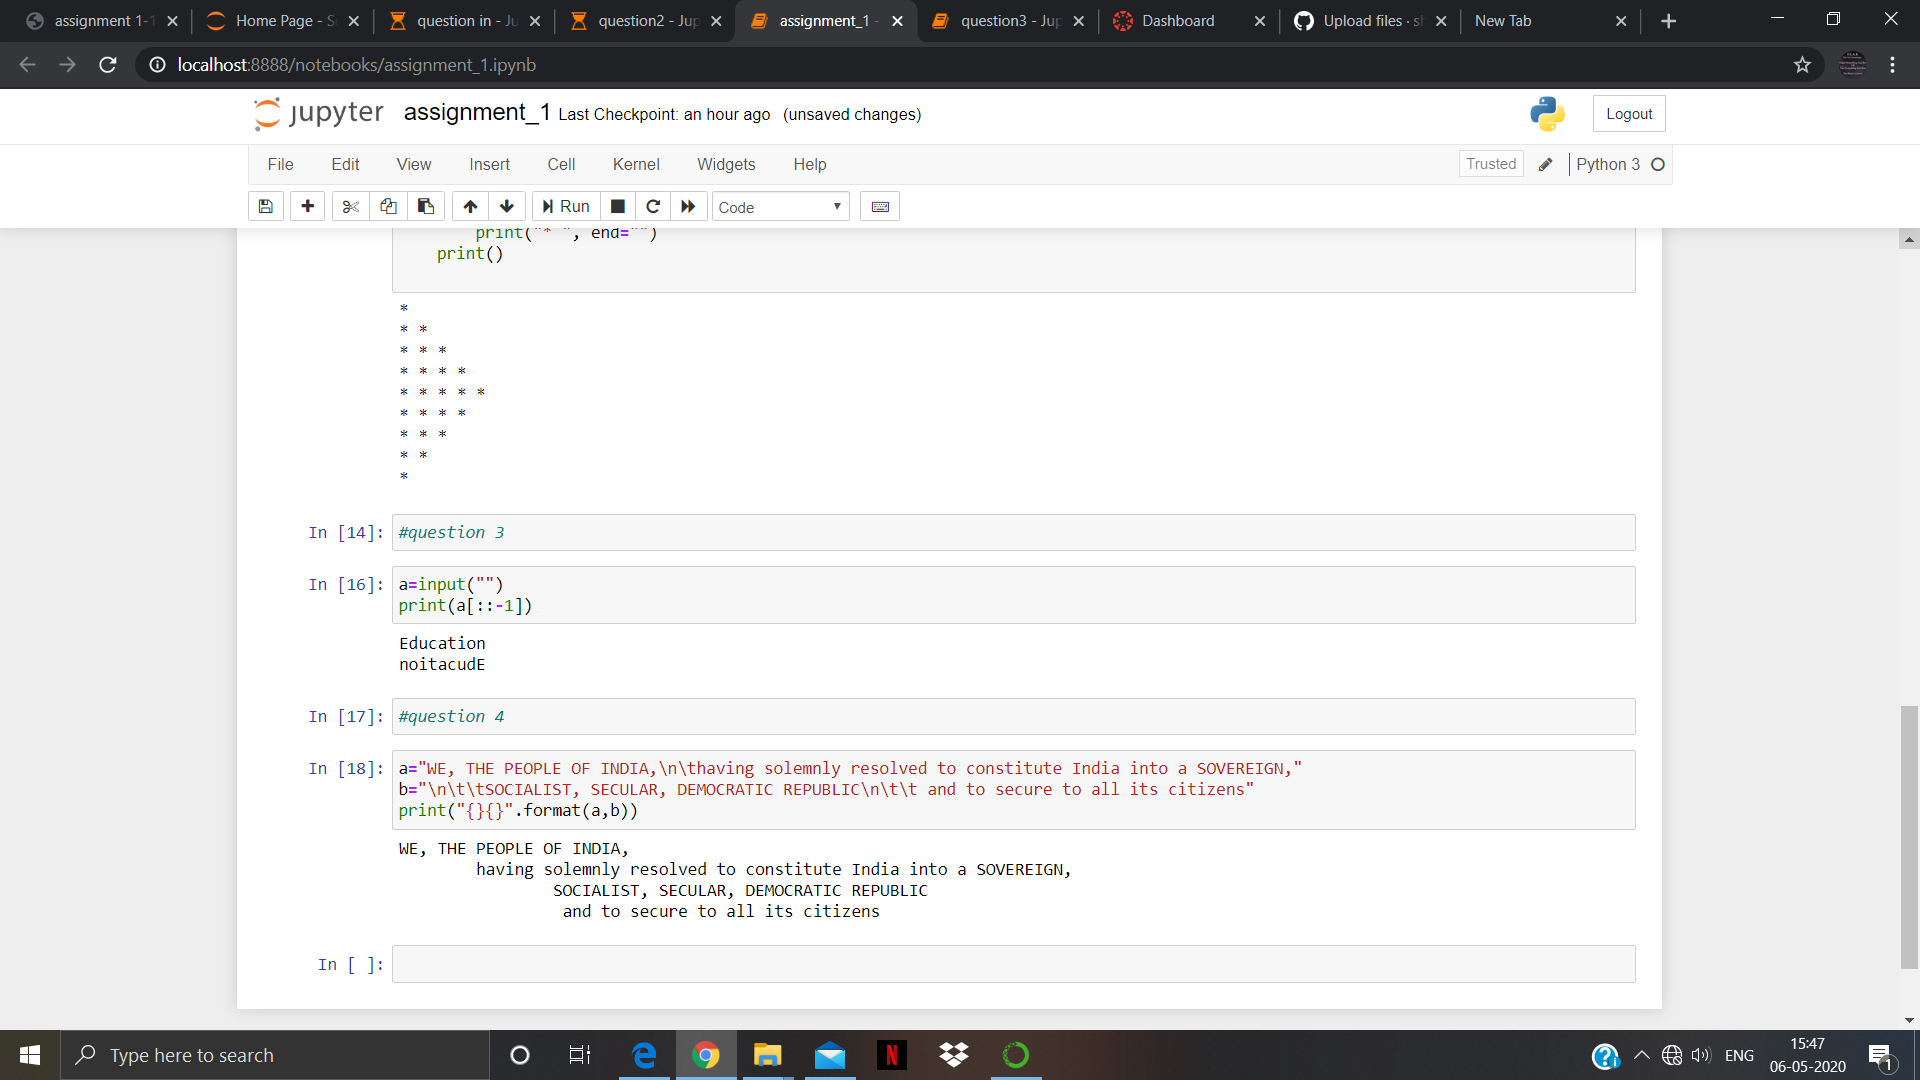 assignment 1-1
Home Page - S
question in - Ju
question2 - Jup
assignment_1 -
question3 - Jup
Dashboard
Upload files · sl
New Tab
localhost:8888/notebooks/assignment_1.ipynb
jupyter assignment_1 Last Checkpoint: an hour ago (unsaved changes)
Logout
File Edit View Insert Cell Kernel Widgets Help
Trusted Python 3
Run Code
print("* ", end="")
print()
*
* *
* * *
* * * *
* * * * *
* * * *
* * *
* *
*
In [14]: #question 3
In [16]: a=input("")
print(a[::-1])
Education
noitacudE
In [17]: #question 4
In [18]: a="WE, THE PEOPLE OF INDIA,\n\thaving solemnly resolved to constitute India into a SOVEREIGN,"
b="\n\t\tSOCIALIST, SECULAR, DEMOCRATIC REPUBLIC\n\t\t and to secure to all its citizens"
print("{}{}".format(a,b))
WE, THE PEOPLE OF INDIA,
having solemnly resolved to constitute India into a SOVEREIGN,
SOCIALIST, SECULAR, DEMOCRATIC REPUBLIC
and to secure to all its citizens
In [ ]:
Type here to search
N
ENG
15:47
06-05-2020
1